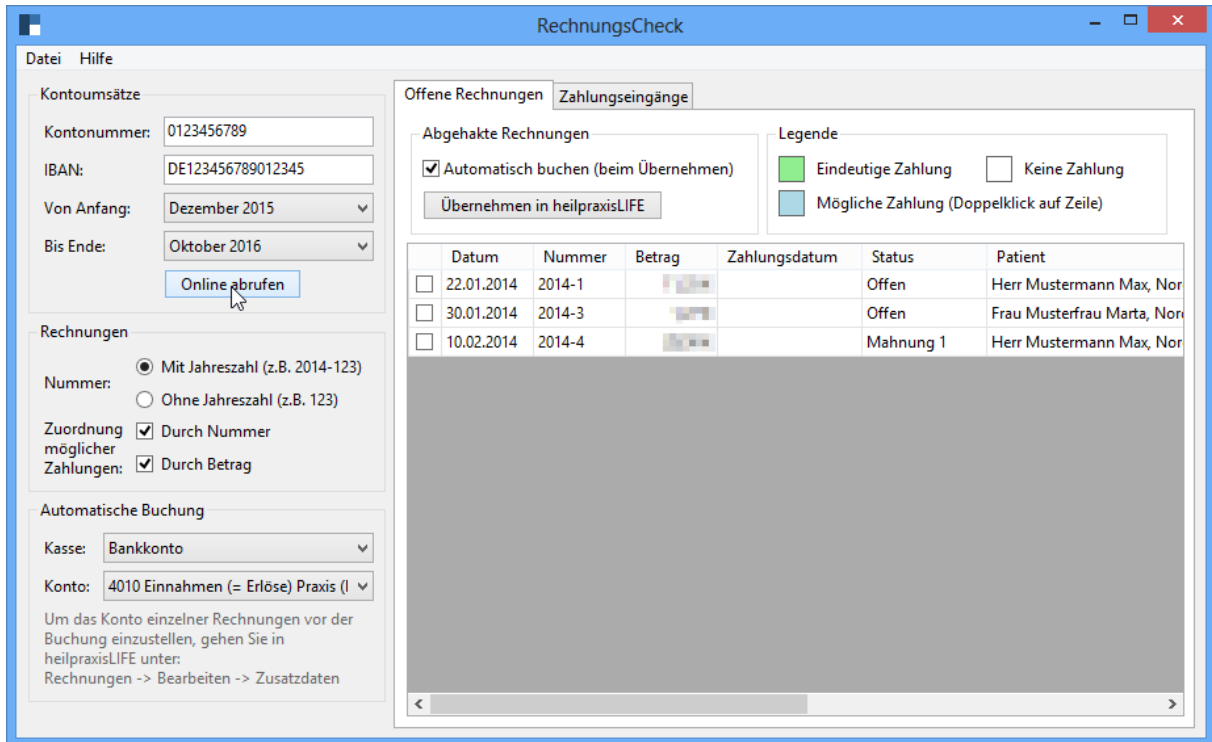 RechnungsCheck
Datei Hilfe
Kontoumsätze
Kontonummer: 0123456789
IBAN: DE123456789012345
Von Anfang: Dezember 2015
Bis Ende: Oktober 2016
Online abrufen
Rechnungen
Nummer:
Mit Jahreszahl (z.B. 2014-123)
Ohne Jahreszahl (z.B. 123)
Zuordnung
möglicher
Zahlungen:
Durch Nummer
Durch Betrag
Automatische Buchung
Kasse: Bankkonto
Konto: 4010 Einnahmen (= Erlöse) Praxis (
Um das Konto einzelner Rechnungen vor der
Buchung einzustellen, gehen Sie in
heilpraxisLIFE unter:
Rechnungen -> Bearbeiten -> Zusatzdaten
Offene Rechnungen Zahlungseingänge
Abgehakte Rechnungen
Automatisch buchen (beim Übernehmen)
Übernehmen in heilpraxisLIFE
Legende
Eindeutige Zahlung Keine Zahlung
Mögliche Zahlung (Doppelklick auf Zeile)
Datum Nummer Betrag Zahlungsdatum Status Patient
22.01.2014 2014-1 Offen Herr Mustermann Max, Nor
30.01.2014 2014-3 Offen Frau Musterfrau Marta, Nor
10.02.2014 2014-4 Mahnung 1 Herr Mustermann Max, Nor